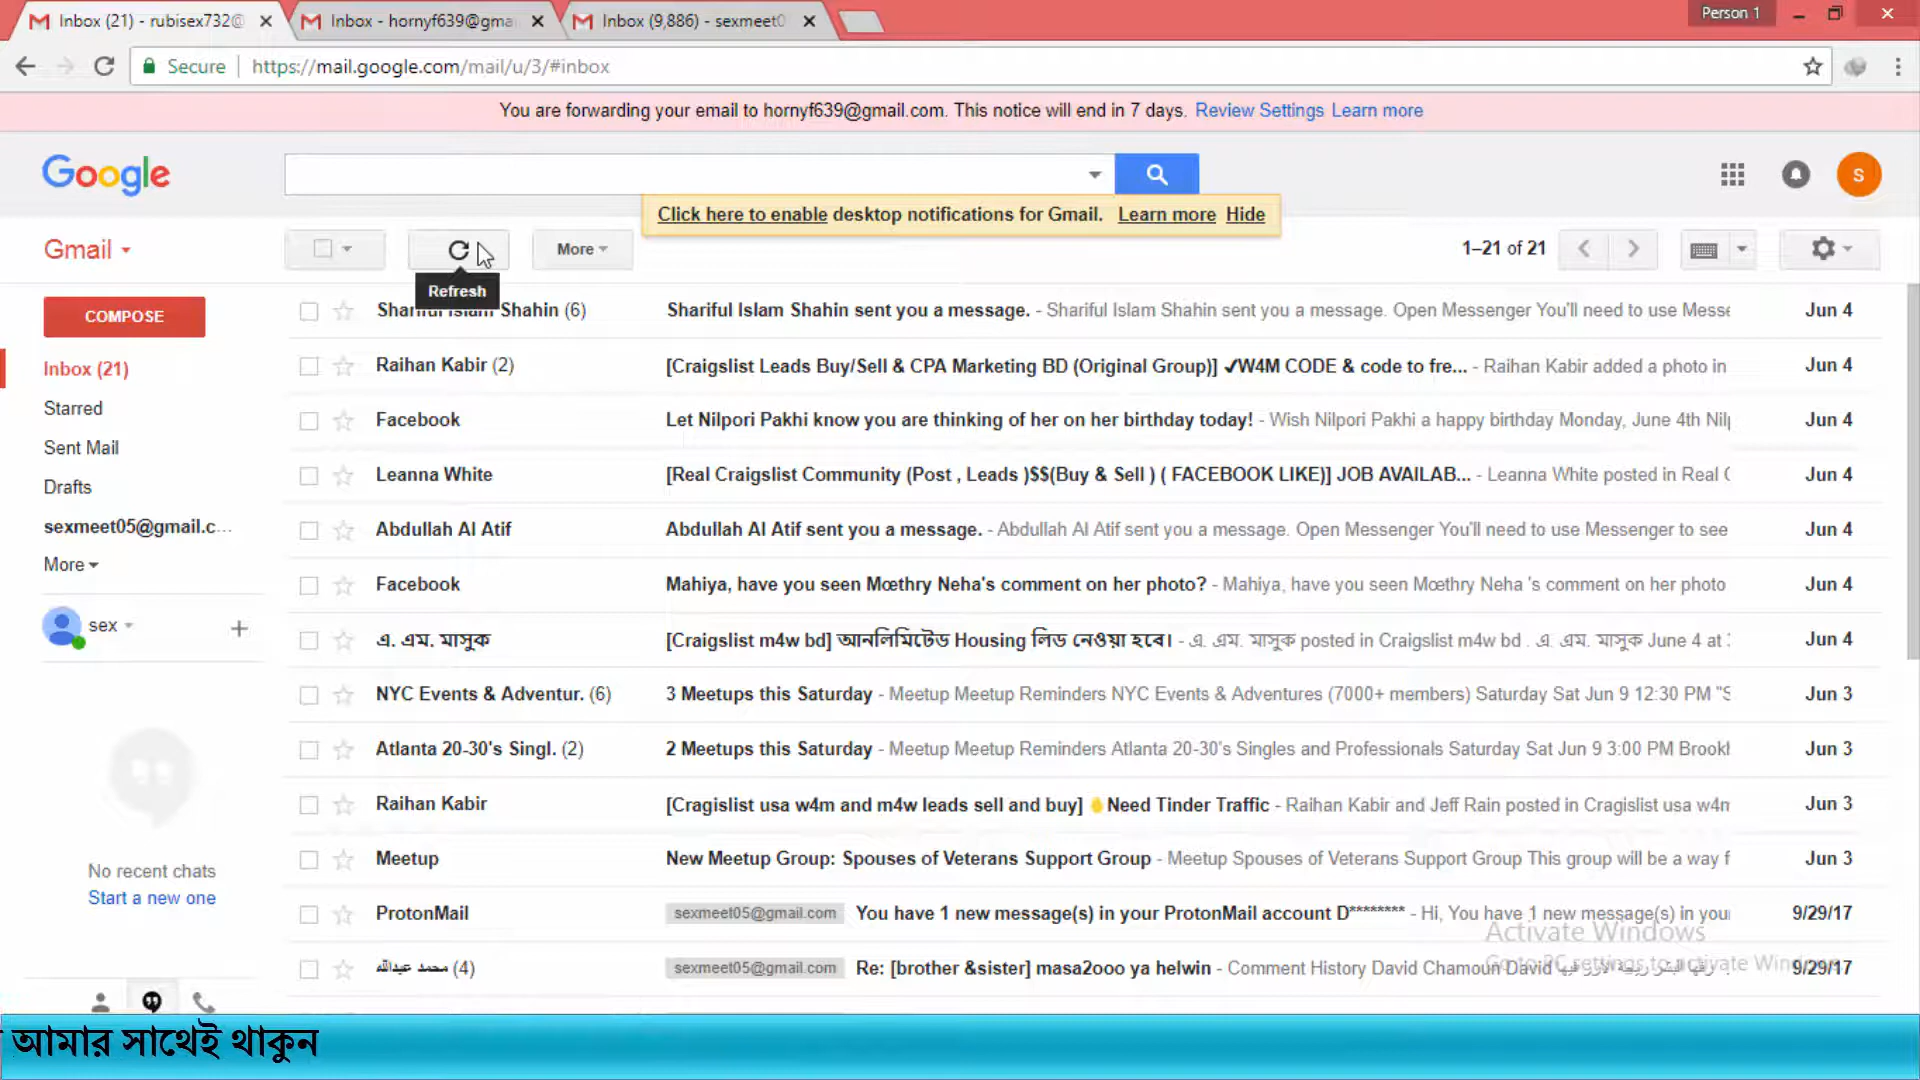 Inbox (21) - rubisex732@
Inbox - hornyf639@gma
Inbox (9,886) - sexmeet0
Person 1
Secure https://mail.google.com/mail/u/3/#inbox
You are forwarding your email to hornyf639@gmail.com. This notice will end in 7 days. Review Settings Learn more
Google
S
Click here to enable desktop notifications for Gmail. Learn more Hide
Gmail
More
1–21 of 21
Refresh
COMPOSE
Inbox (21)
Starred
Sent Mail
Drafts
sexmeet05@gmail.c...
More
sex
No recent chats
Start a new one
Shariful Islam Shahin (6) Shariful Islam Shahin sent you a message. - Shariful Islam Shahin sent you a message. Open Messenger You'll need to use Messe Jun 4
Raihan Kabir (2) [Craigslist Leads Buy/Sell & CPA Marketing BD (Original Group)] ✓W4M CODE & code to fre... - Raihan Kabir added a photo in Jun 4
Facebook Let Nilpori Pakhi know you are thinking of her on her birthday today! - Wish Nilpori Pakhi a happy birthday Monday, June 4th Nil Jun 4
Leanna White [Real Craigslist Community (Post , Leads )$$(Buy & Sell ) ( FACEBOOK LIKE)] JOB AVAILAB... - Leanna White posted in Real Jun 4
Abdullah Al Atif Abdullah Al Atif sent you a message. - Abdullah Al Atif sent you a message. Open Messenger You'll need to use Messenger to see Jun 4
Facebook Mahiya, have you seen Mœthry Neha's comment on her photo? - Mahiya, have you seen Mœthry Neha 's comment on her photo Jun 4
এ. এম. মাসুক [Craigslist m4w bd] আনলিমিটেড Housing লিড নেওয়া হবে। - এ. এম. মাসুক posted in Craigslist m4w bd . এ. এম. মাসুক June 4 at Jun 4
NYC Events & Adventur. (6) 3 Meetups this Saturday - Meetup Meetup Reminders NYC Events & Adventures (7000+ members) Saturday Sat Jun 9 12:30 PM "S Jun 3
Atlanta 20-30's Singl. (2) 2 Meetups this Saturday - Meetup Meetup Reminders Atlanta 20-30's Singles and Professionals Saturday Sat Jun 9 3:00 PM Jun 3
Raihan Kabir [Cragislist usa w4m and m4w leads sell and buy] Need Tinder Traffic - Raihan Kabir and Jeff Rain posted in Cragislist usa w4m Jun 3
Meetup New Meetup Group: Spouses of Veterans Support Group - Meetup Spouses of Veterans Support Group This group will be a way f Jun 3
ProtonMail sexmeet05@gmail.com You have 1 new message(s) in your ProtonMail account D******** - Hi, You have 1 new message(s) in your 9/29/17
محمد عبدالله (4) sexmeet05@gmail.com Re: [brother &sister] masa2ooo ya helwin - Comment History David Chamoun David 9/29/17
Activate Windows
Go to PC settings to activate Windows
আমার সাথেই থাকুন